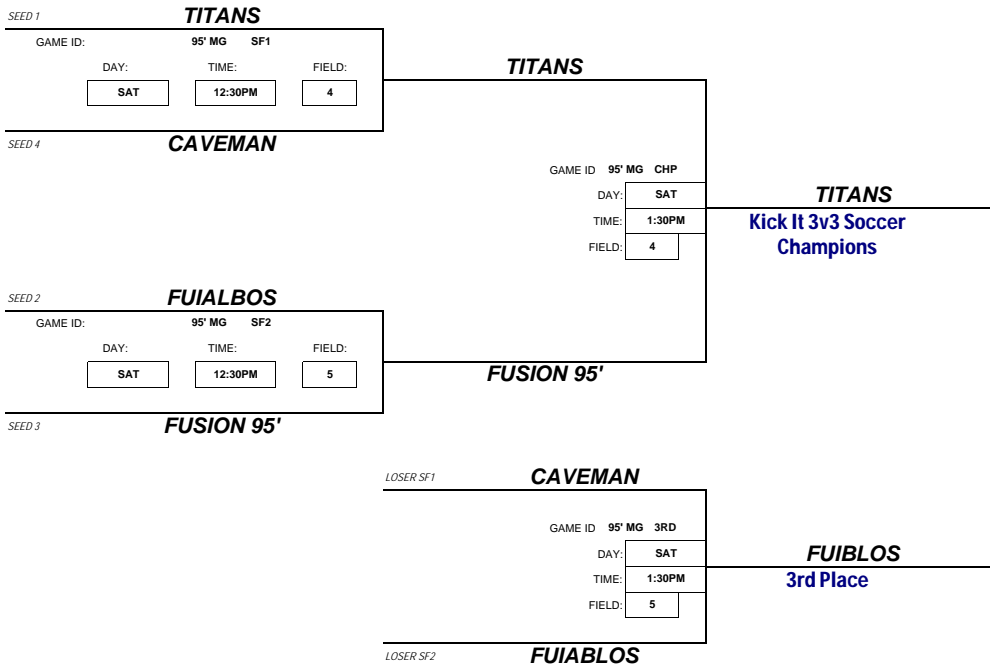 SEED 1 TITANS
GAME ID: 95' MG SF1
DAY: TIME: FIELD:
SAT 12:30PM 4
TITANS
SEED 4 CAVEMAN
GAME ID 95' MG CHP
DAY: SAT
TIME: 1:30PM
FIELD: 4
TITANS
Kick It 3v3 Soccer
Champions
SEED 2 FUIALBOS
GAME ID: 95' MG SF2
DAY: TIME: FIELD:
SAT 12:30PM 5
FUSION 95'
SEED 3 FUSION 95'
LOSER SF1 CAVEMAN
GAME ID 95' MG 3RD
DAY: SAT
TIME: 1:30PM
FIELD: 5
FUIBLOS
3rd Place
LOSER SF2 FUIABLOS